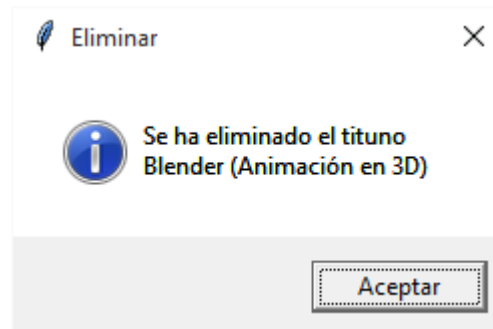 Eliminar
Se ha eliminado el tituno
Blender (Animación en 3D)
Aceptar